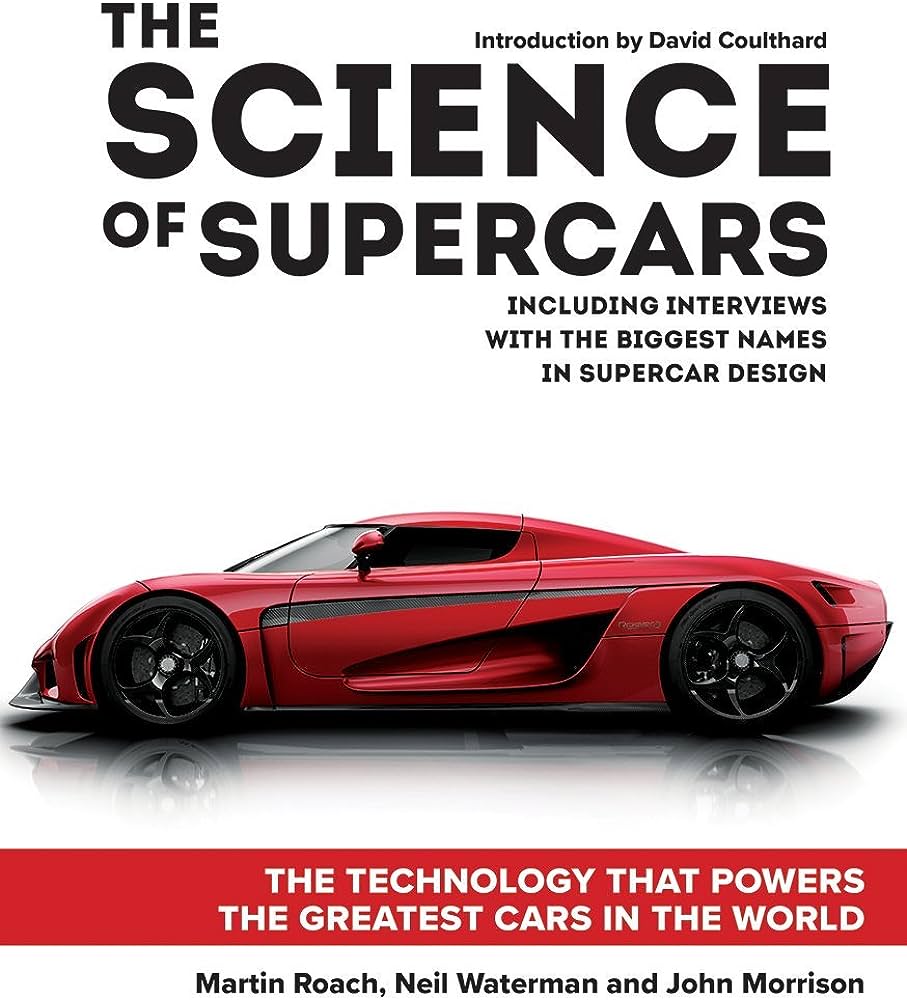 THE
Introduction by David Coulthard
SCIENCE
OF SUPERCARS
INCLUDING INTERVIEWS
WITH THE BIGGEST NAMES
IN SUPERCAR DESIGN
THE TECHNOLOGY THAT POWERS
THE GREATEST CARS IN THE WORLD
Martin Roach, Neil Waterman and John Morrison